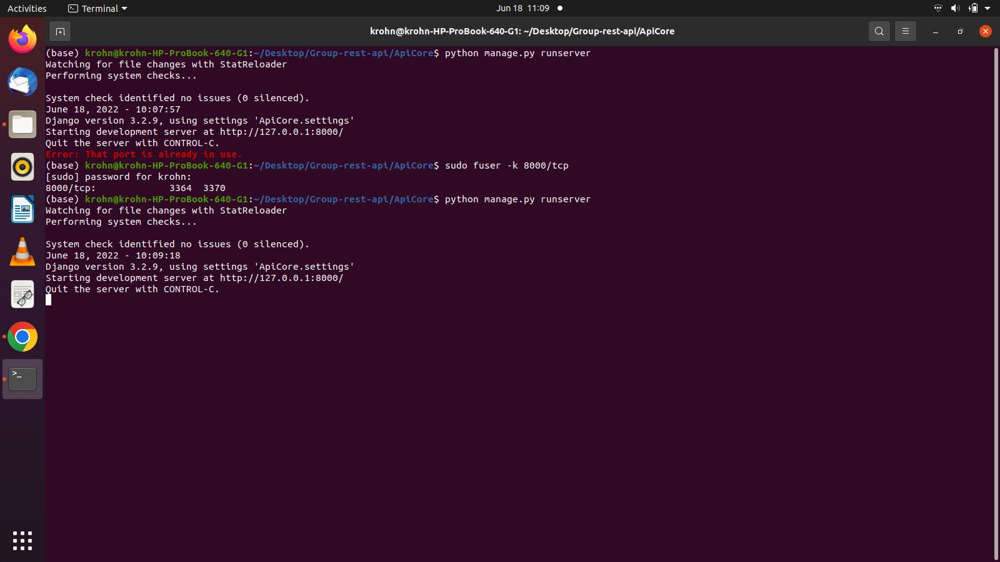 Activities
Terminal
Jun 18 11:09
krohn@krohn-HP-ProBook-640-G1: ~/Desktop/Group-rest-api/ApiCore
(base) krohn@krohn-HP-ProBook-640-G1:~/Desktop/Group-rest-api/ApiCore$ python manage.py runserver
Watching for file changes with StatReloader
Performing system checks...
System check identified no issues (0 silenced).
June 18, 2022 - 10:07:57
Django version 3.2.9, using settings 'ApiCore.settings'
Starting development server at http://127.0.0.1:8000/
Quit the server with CONTROL-C.
Error: That port is already in use.
(base) krohn@krohn-HP-ProBook-640-G1:~/Desktop/Group-rest-api/ApiCore$ sudo fuser -k 8000/tcp
[sudo] password for krohn:
8000/tcp:             3364  3370
(base) krohn@krohn-HP-ProBook-640-G1:~/Desktop/Group-rest-api/ApiCore$ python manage.py runserver
Watching for file changes with StatReloader
Performing system checks...
System check identified no issues (0 silenced).
June 18, 2022 - 10:09:18
Django version 3.2.9, using settings 'ApiCore.settings'
Starting development server at http://127.0.0.1:8000/
Quit the server with CONTROL-C.